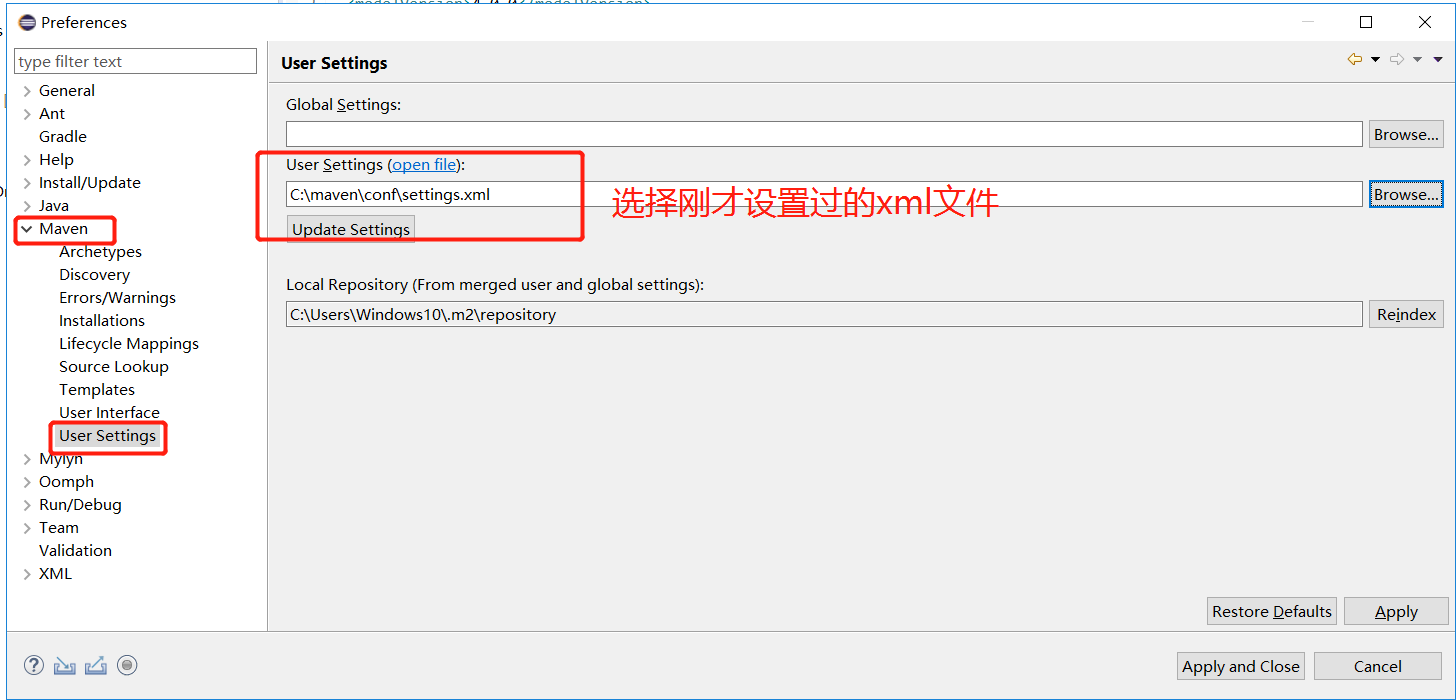 Preferences
type filter text
General
Ant
Gradle
Help
Install/Update
Java
Maven
Archetypes
Discovery
Errors/Warnings
Installations
Lifecycle Mappings
Source Lookup
Templates
User Interface
User Settings
Mylyn
Oomph
Run/Debug
Team
Validation
XML
User Settings
Global Settings:
Browse...
User Settings (open file):
C:\maven\conf\settings.xml
Browse...
选择刚才设置过的xml文件
Update Settings
Local Repository (From merged user and global settings):
C:\Users\Windows10\.m2\repository
Reindex
Restore Defaults
Apply
Apply and Close
Cancel